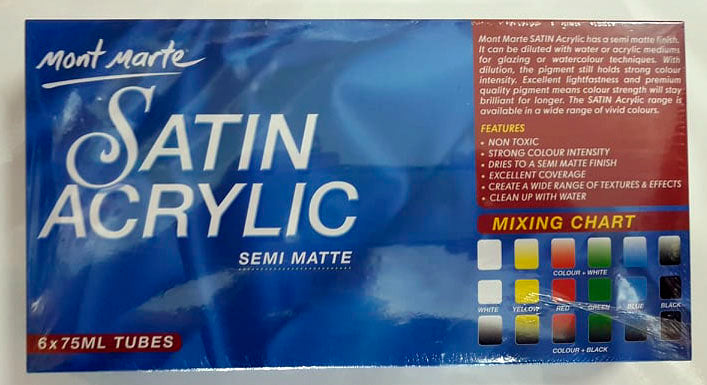 Mont Marte
SATIN
ACRYLIC
SEMI MATTE
6x75ML TUBES
Mont Marte SATIN Acrylic has a semi matte finish.
It can be diluted with water or acrylic mediums
for glazing or watercolour techniques. With
dilution, the pigment still holds strong colour
intensity. Excellent lightfastness and premium
quality pigment means colour strength will stay
brilliant for longer. The SATIN Acrylic range is
available in a wide range of vivid colours.
FEATURES
• NON TOXIC
• STRONG COLOUR INTENSITY
• DRIES TO A SEMI MATTE FINISH
• EXCELLENT COVERAGE
• CREATE A WIDE RANGE OF TEXTURES & EFFECTS
• CLEAN UP WITH WATER
MIXING CHART
COLOUR + WHITE
WHITE YELLOW RED GREEN BLUE BLACK
COLOUR + BLACK